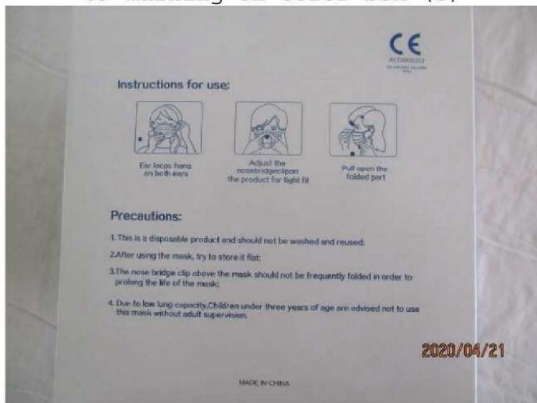 CE
Instructions for use:
Ear loops hang
on both ears
Adjust the
nosebridgeclipon
the product for tight fit
Pull open the
folded part
Precautions:
1. This is is disposable product and should not be washed and reused;
2.After using the mask, try to store it flat;
3.The nose bridge clip above the mask should not be frequently folded in order to
prolong the life of the mask;
4. Due to low lung capacity,Children under three years of age are advised not to use
this mask without adult supervision.
2020/04/21
MADE IN CHINA